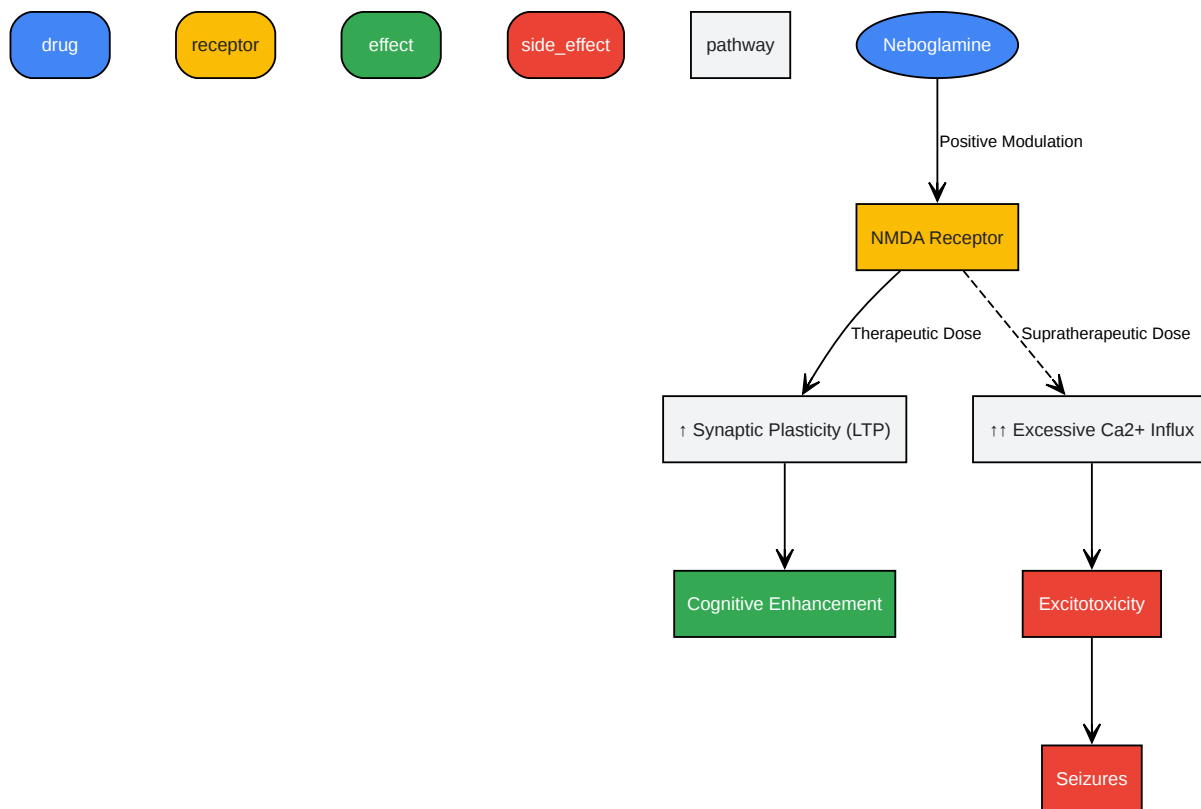 drug
receptor
effect
side_effect
pathway
Neboglamine
Positive Modulation
NMDA Receptor
Therapeutic Dose
Supratherapeutic Dose
↑ Synaptic Plasticity (LTP)
↑↑ Excessive Ca2+ Influx
Cognitive Enhancement
Excitotoxicity
Seizures